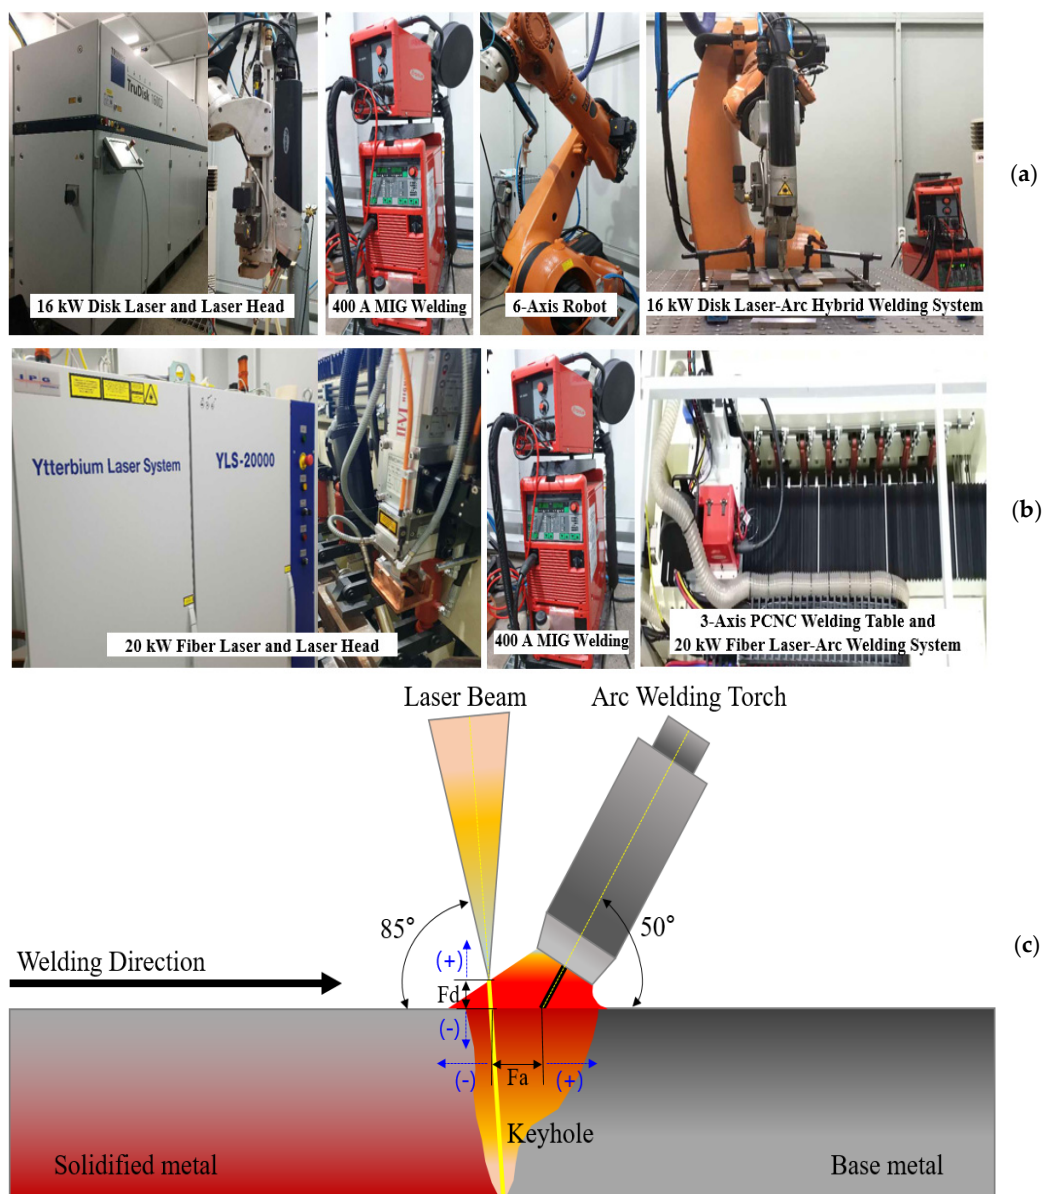 TruDisk
16 kW Disk Laser and Laser Head
400 A MIG Welding
6-Axis Robot
16 kW Disk Laser-Arc Hybrid Welding System
(a)
IPG
Ytterbium Laser System
YLS-20000
20 kW Fiber Laser and Laser Head
400 A MIG Welding
3-Axis PCNC Welding Table and
20 kW Fiber Laser-Arc Welding System
(b)
Laser Beam
Arc Welding Torch
85°
50°
(c)
Welding Direction
(+)
Fd
(-)
(-)
Fa
(+)
Keyhole
Solidified metal
Base metal